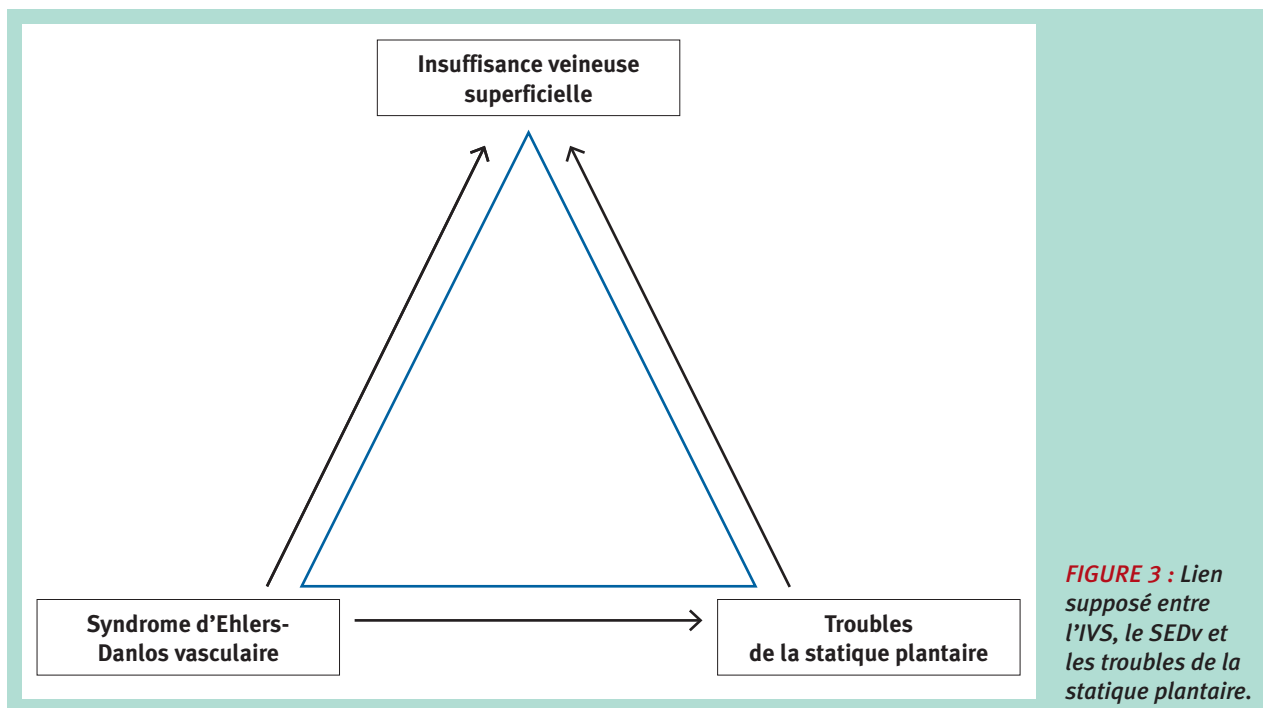 Insuffisance veineuse
superficielle
Syndrome d’Ehlers-
Danlos vasculaire
Troubles
de la statique plantaire
FIGURE 3 : Lien
supposé entre
l’IVS, le SEDv et
les troubles de la
statique plantaire.